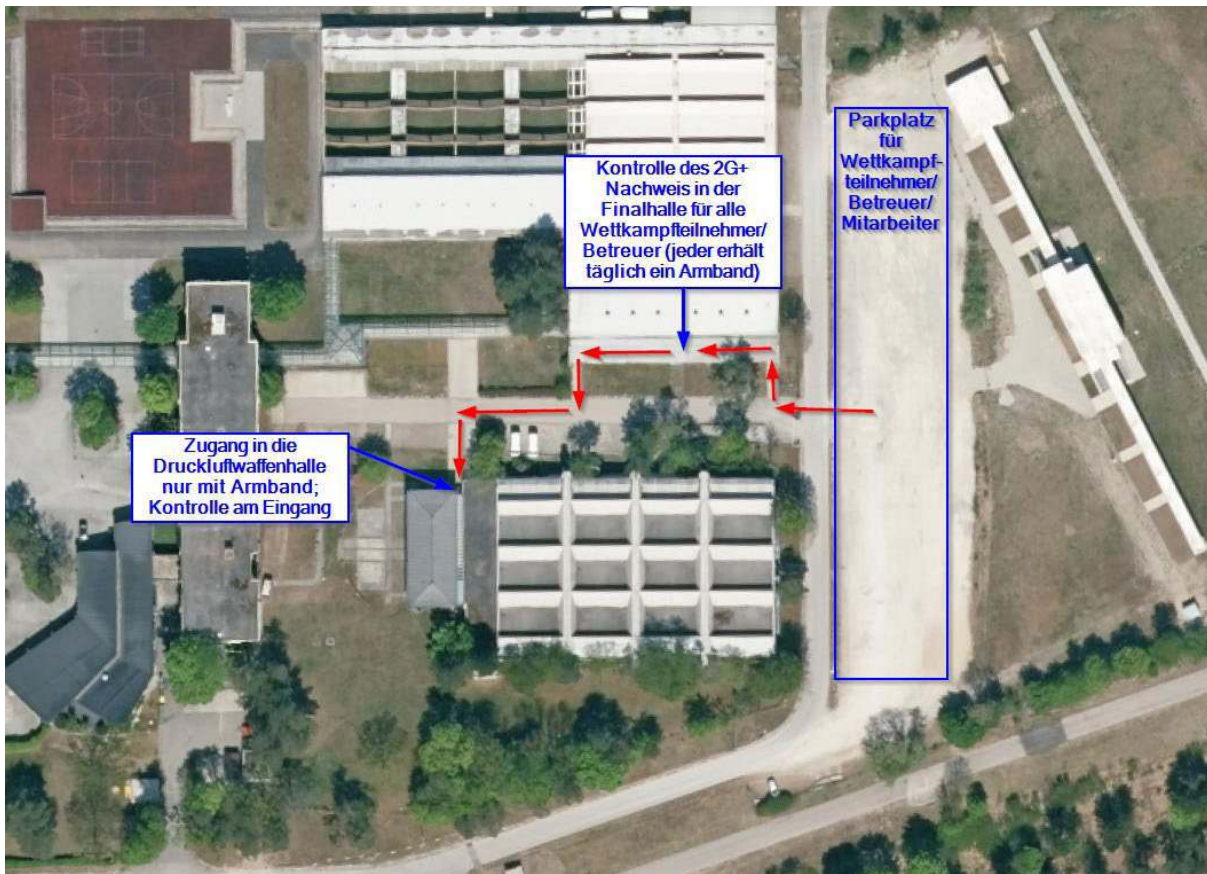 Parkplatz
für
Wettkampf-
teilnehmer/
Betreuer/
Mitarbeiter
Kontrolle des 2G+
Nachweis in der
Finalhalle für alle
Wettkampfteilnehmer/
Betreuer (jeder erhält
täglich ein Armband)
Zugang in die
Druckluftwaffenhalle
nur mit Armband;
Kontrolle am Eingang